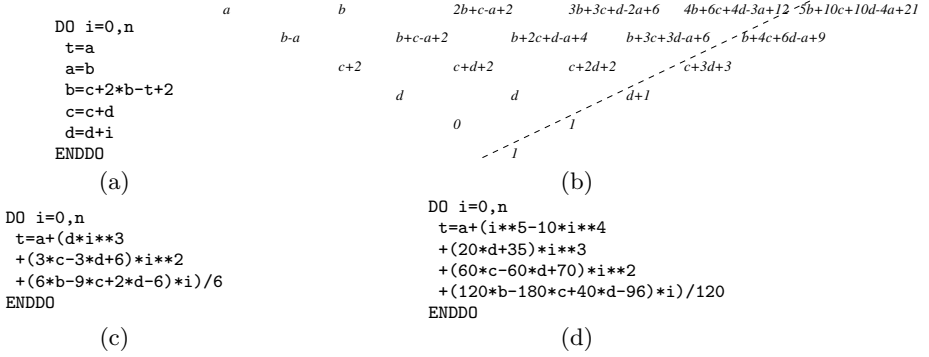 DO i=0,n
t=a
a=b
b=c+2*b-t+2
c=c+d
d=d+i
ENDDO
(a)
a b 2b+c-a+2 3b+3c+d-2a+6 4b+6c+4d-3a+12 5b+10c+10d-4a+21
b-a b+c-a+2 b+2c+d-a+4 b+3c+3d-a+6 b+4c+6d-a+9
c+2 c+d+2 c+2d+2 c+3d+3
d d d+1
0 1
1
(b)
DO i=0,n
t=a+(d*i**3
+(3*c-3*d+6)*i**2
+(6*b-9*c+2*d-6)*i)/6
ENDDO
(c)
DO i=0,n
t=a+(i**5-10*i**4
+(20*d+35)*i**3
+(60*c-60*d+70)*i**2
+(120*b-180*c+40*d-96)*i)/120
ENDDO
(d)